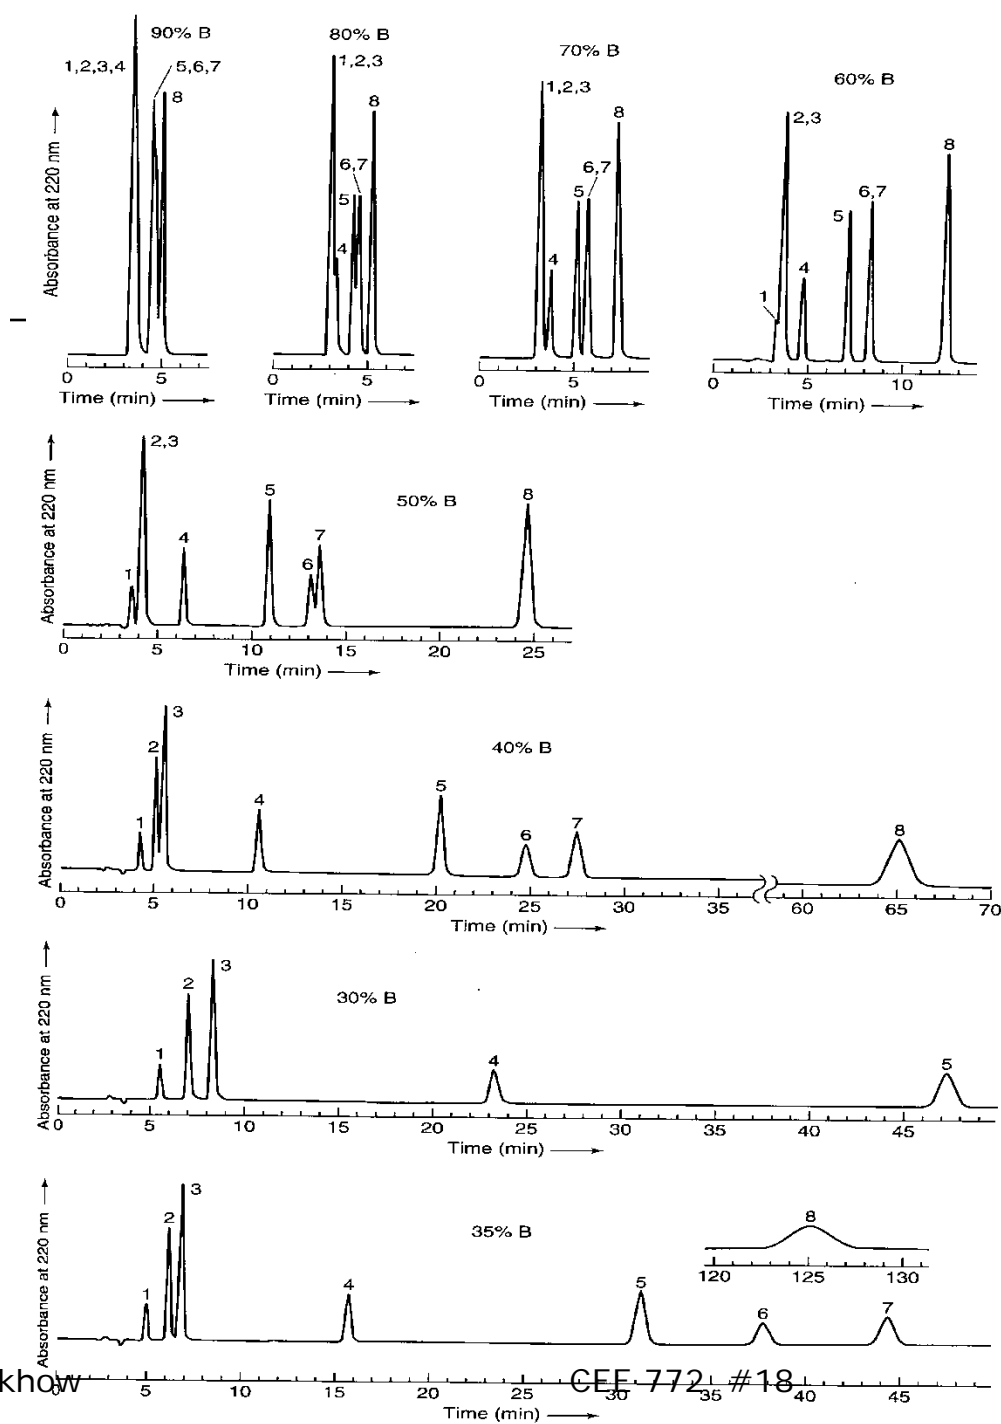 90% B
1,2,3,4
5,6,7
8
Absorbance at 220 nm
0 5
Time (min)
80% B
1,2,3
8
6,7
5
4
0 5
Time (min)
70% B
1,2,3
8
6,7
5
4
0 5
Time (min)
60% B
2,3
8
6,7
5
4
1
0 5 10
Time (min)
50% B
2,3
5
8
4
7
6
1
Absorbance at 220 nm
0 5 10 15 20 25
Time (min)
40% B
3
2
5
4
1
7
6
8
Absorbance at 220 nm
0 5 10 15 20 25 30 35 60 65 70
Time (min)
30% B
3
2
1
4
5
Absorbance at 220 nm
0 5 10 15 20 25 30 35 40 45
Time (min)
35% B
3
2
1
4
5
6
7
8
120 125 130
Absorbance at 220 nm
0 5 10 15 20 25 30 35 40 45
Time (min)
khow
CEE 772 #18